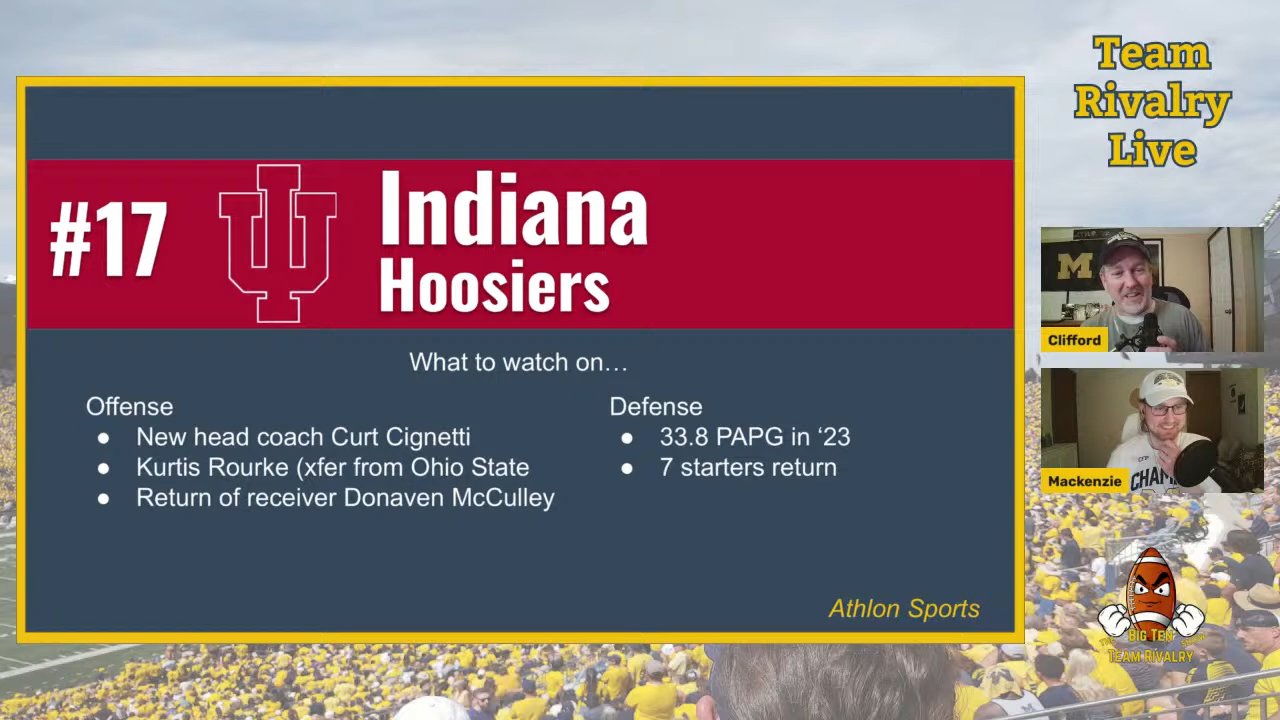 Team
Rivalry
Live
#17
Indiana
Hoosiers
What to watch on…
Offense
● New head coach Curt Cignetti
● Kurtis Rourke (xfer from Ohio State
● Return of receiver Donaven McCulley
Defense
● 33.8 PAPG in ‘23
● 7 starters return
Athlon Sports
M
Clifford
CHAM
Mackenzie
THE BIG TEN
TEAM RIVALRY